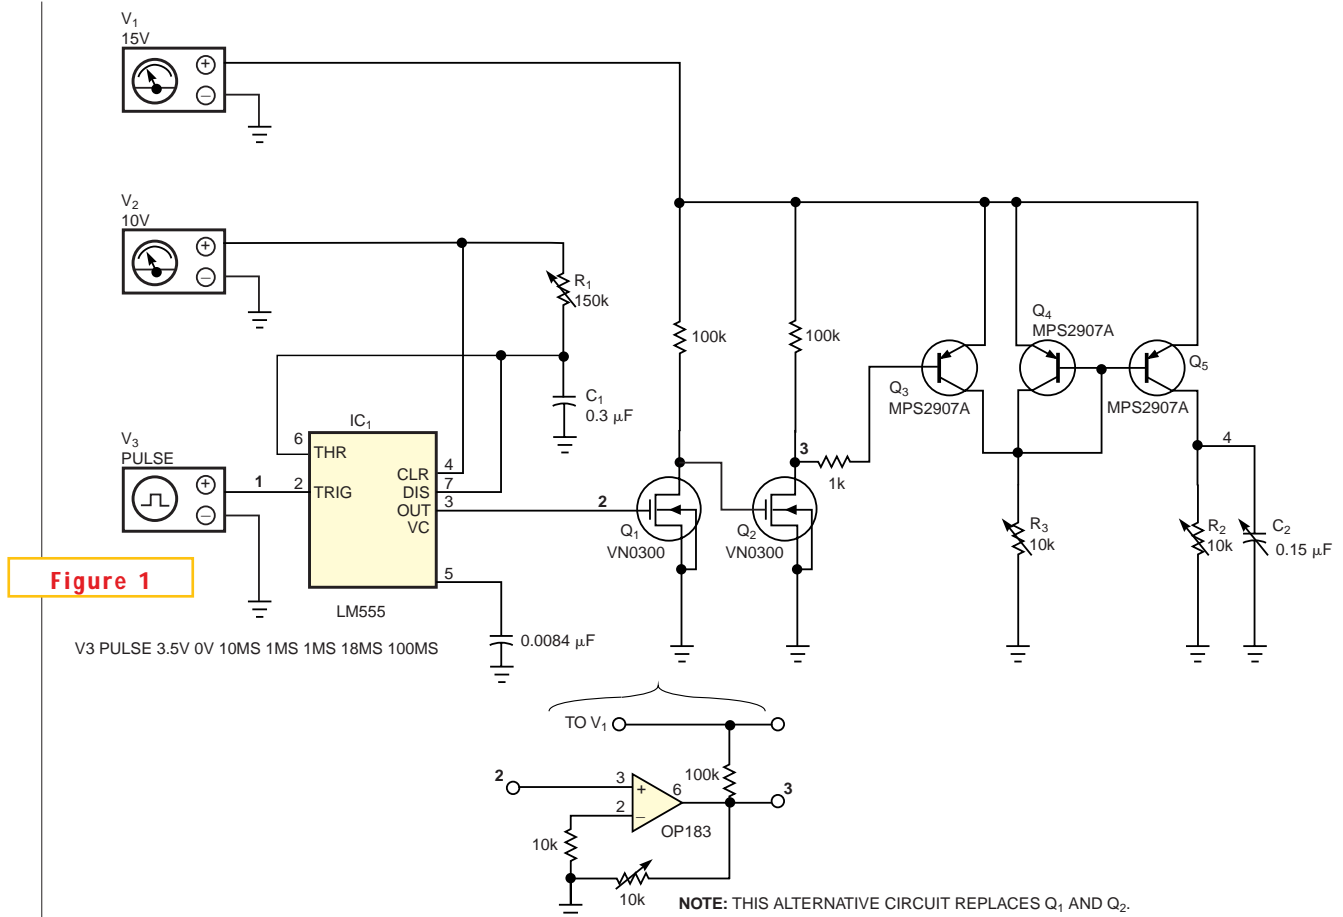 V₁
15V
+
−
V₂
10V
+
−
R₁
150k
100k
100k
Q₄
MPS2907A
Q₃
MPS2907A
Q₅
MPS2907A
C₁
0.3 µF
IC₁
6
THR
V₃
PULSE
+
−
1
2
TRIG
CLR
4
DIS
7
OUT
3
VC
5
2
Q₁
VN0300
3
1k
Q₂
VN0300
4
R₃
10k
R₂
10k
C₂
0.15 µF
Figure 1
LM555
0.0084 µF
V3 PULSE 3.5V 0V 10MS 1MS 1MS 18MS 100MS
TO V₁
100k
2
3
+
6
3
2
−
OP183
10k
10k
NOTE: THIS ALTERNATIVE CIRCUIT REPLACES Q₁ AND Q₂.